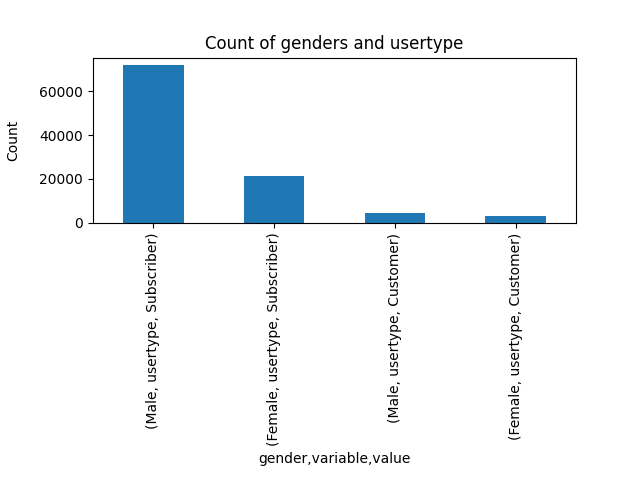 Count of genders and usertype
Count
60000
40000
20000
0
(Male, usertype, Subscriber)
(Female, usertype, Subscriber)
(Male, usertype, Customer)
(Female, usertype, Customer)
gender,variable,value